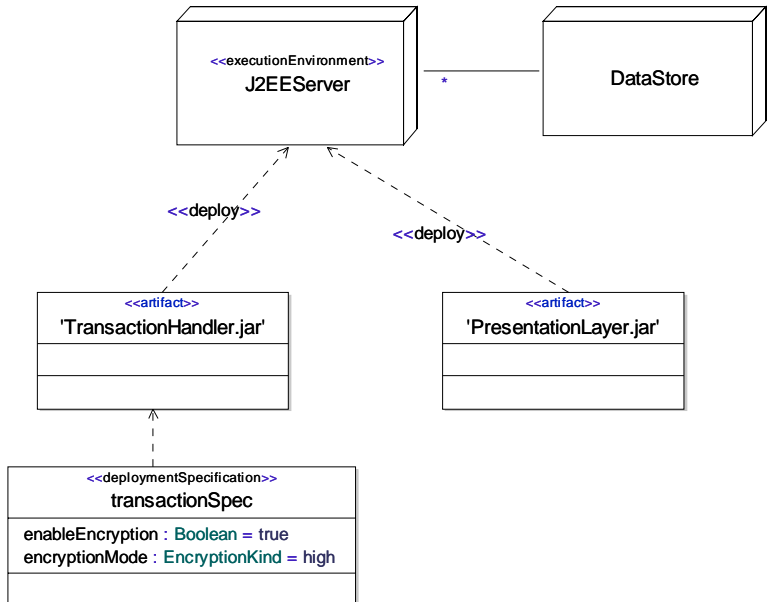 <<executionEnvironment>>
J2EEServer
*
DataStore
<<deploy>>
<<deploy>>
<<artifact>>
'TransactionHandler.jar'
<<artifact>>
'PresentationLayer.jar'
<<deploymentSpecification>>
transactionSpec
enableEncryption : Boolean = true
encryptionMode : EncryptionKind = high